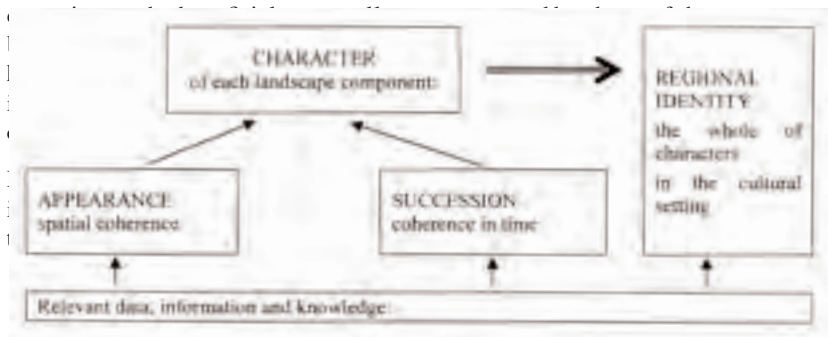 CHARACTER
of each landscape component:
REGIONAL
IDENTITY
the whole of
characters
in the cultural
setting
APPEARANCE
spatial coherence
SUCCESSION
coherence in time
Relevant data, information and knowledge: